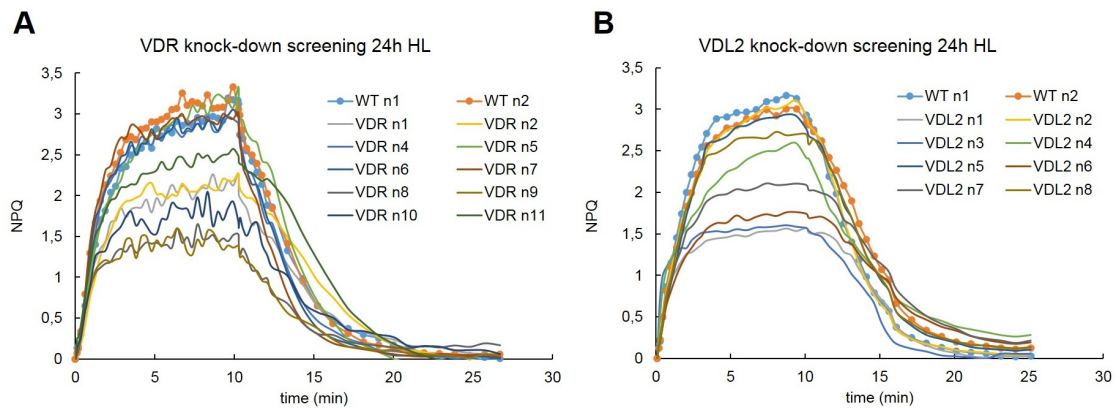 A
VDR knock-down screening 24h HL
3,5
3
2,5
2
1,5
1
0,5
0
NPQ
0 5 10 15 20 25 30
time (min)
WT n1 WT n2
VDR n1 VDR n2
VDR n4 VDR n5
VDR n6 VDR n7
VDR n8 VDR n9
VDR n10 VDR n11
B
VDL2 knock-down screening 24h HL
3,5
3
2,5
2
1,5
1
0,5
0
NPQ
0 5 10 15 20 25 30
time (min)
WT n1 WT n2
VDL2 n1 VDL2 n2
VDL2 n3 VDL2 n4
VDL2 n5 VDL2 n6
VDL2 n7 VDL2 n8